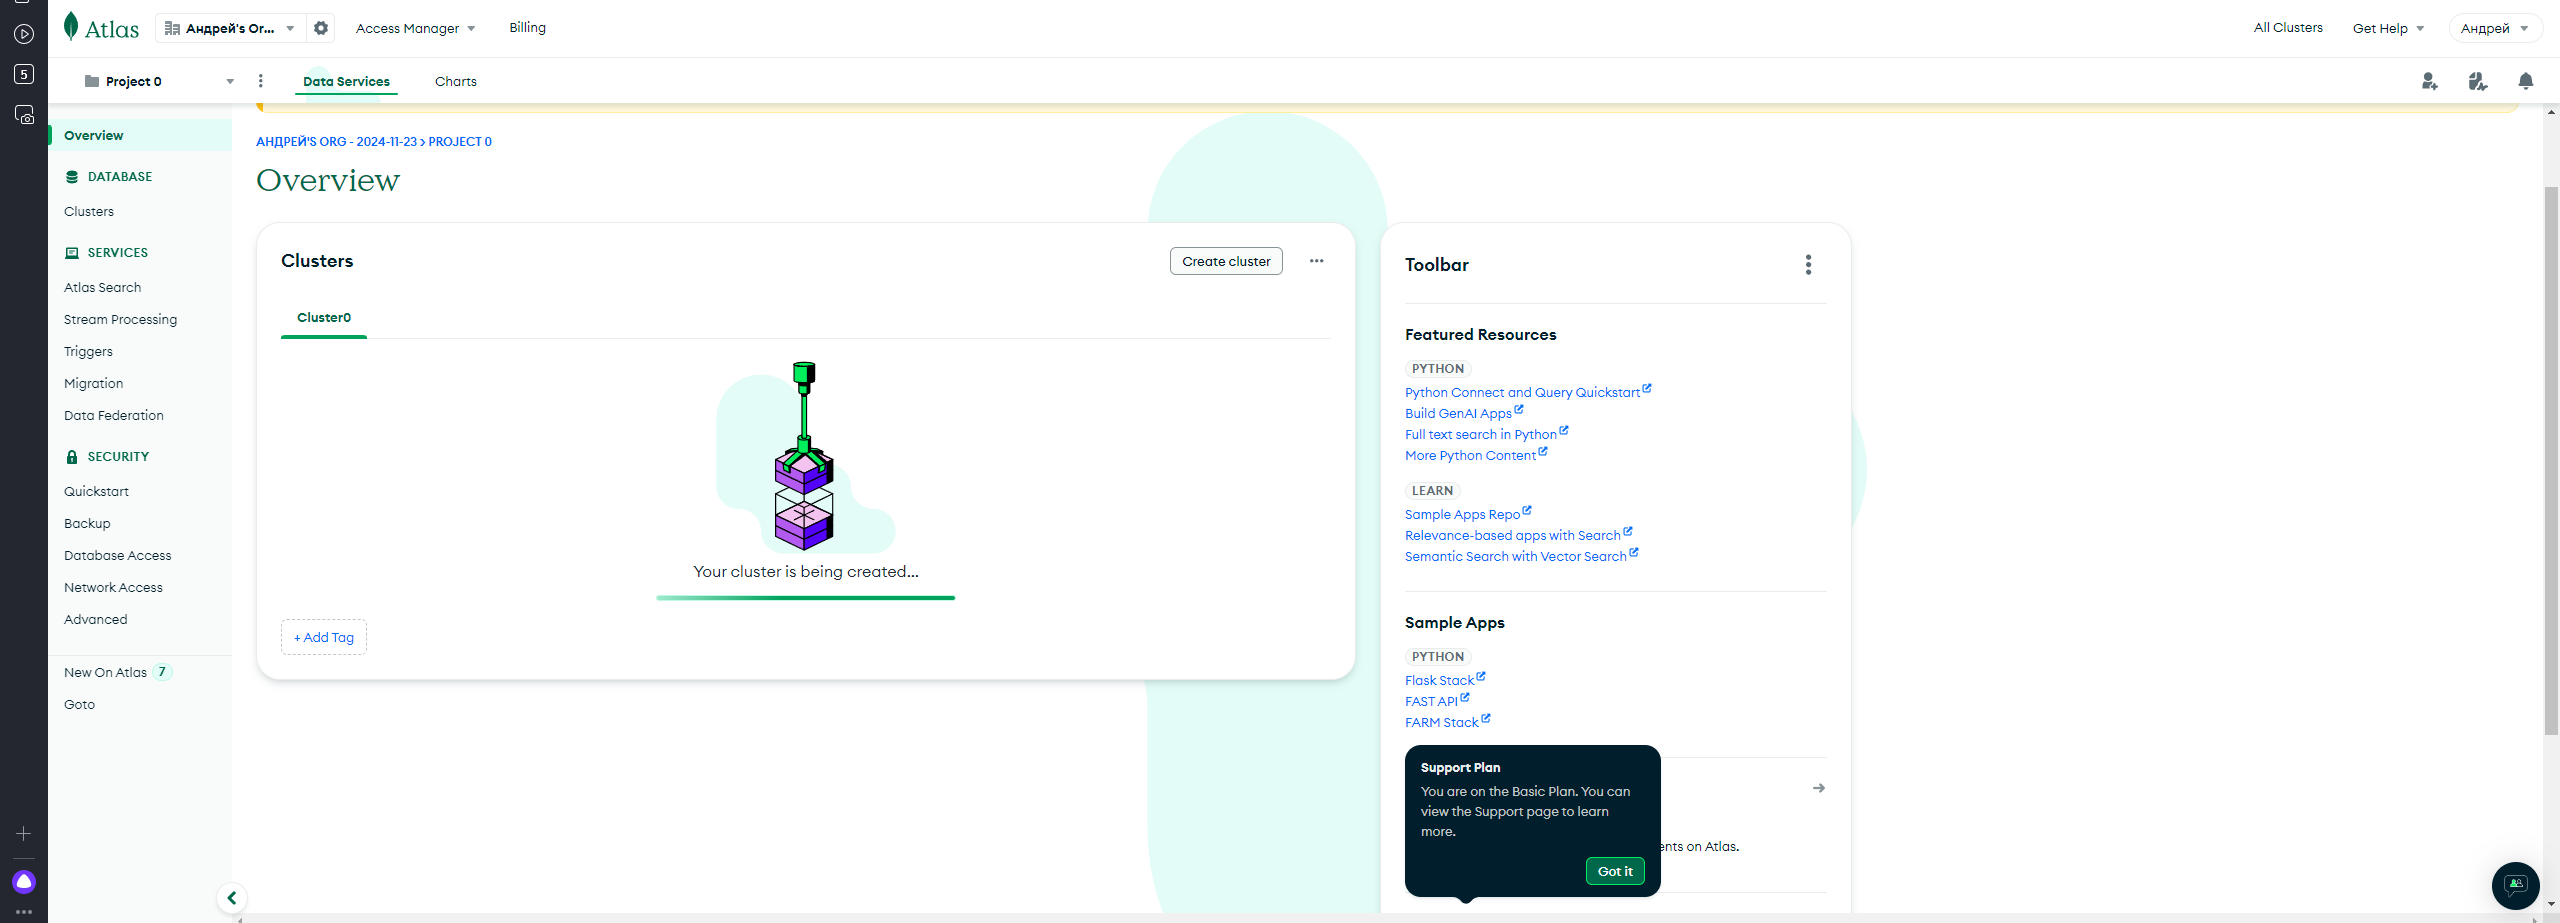 Atlas
Андрей's Or...
Access Manager
Billing
All Clusters
Get Help
Андрей
5
Project 0
Data Services
Charts
Overview
DATABASE
Clusters
SERVICES
Atlas Search
Stream Processing
Triggers
Migration
Data Federation
SECURITY
Quickstart
Backup
Database Access
Network Access
Advanced
New On Atlas 7
Goto
АНДРЕЙ'S ORG - 2024-11-23 › PROJECT 0
Overview
Clusters
Create cluster
Cluster0
Your cluster is being created...
+ Add Tag
Toolbar
Featured Resources
PYTHON
Python Connect and Query Quickstart
Build GenAI Apps
Full text search in Python
More Python Content
LEARN
Sample Apps Repo
Relevance-based apps with Search
Semantic Search with Vector Search
Sample Apps
PYTHON
Flask Stack
FAST API
FARM Stack
Support Plan
You are on the Basic Plan. You can
view the Support page to learn
more.
Got it
on Atlas.